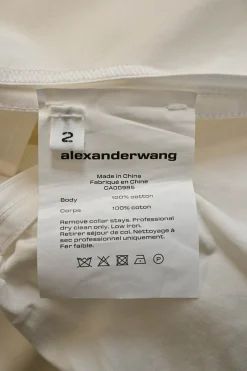 2
alexanderwang
Made in China
Fabriqué en Chine
CA00985
Body 100% cotton
Corps 100% coton
Remove collar stays. Professional
dry clean only. Low iron.
Retirer séjour de col. Nettoyage à
sec professionnel uniquement.
Fer faible.
P